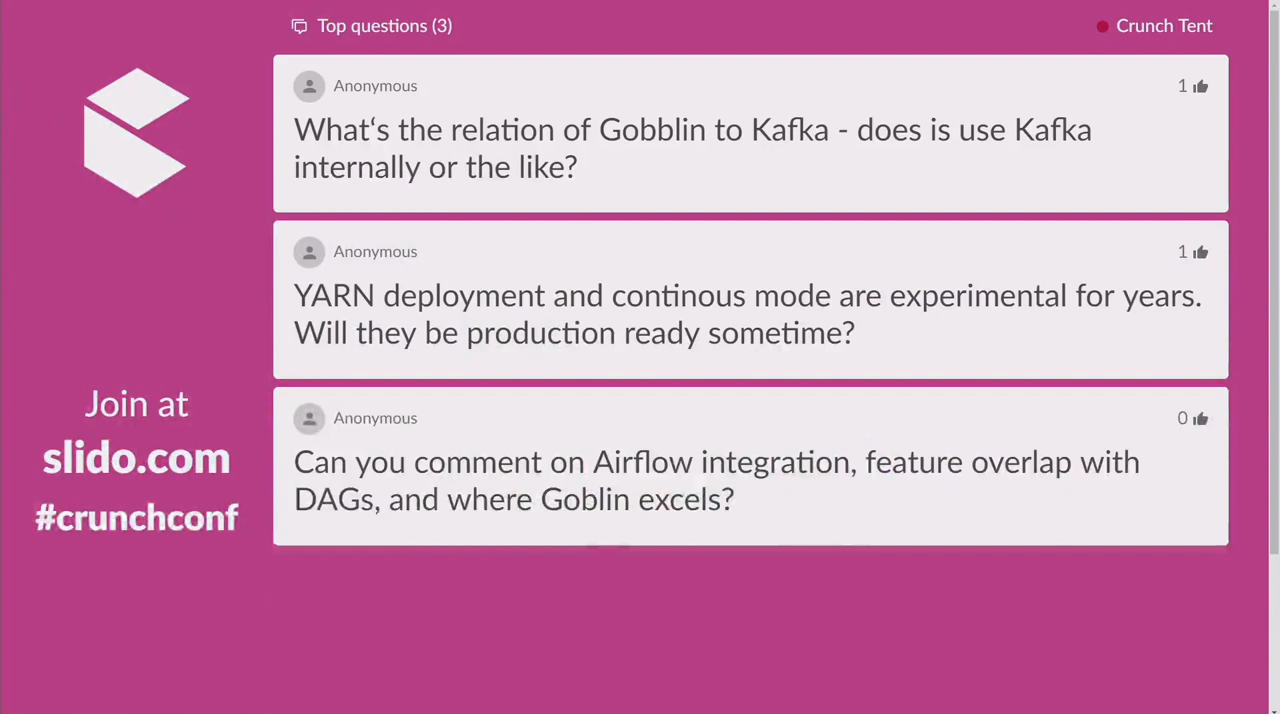 Top questions (3)
Crunch Tent
Anonymous
1
What‘s the relation of Gobblin to Kafka - does is use Kafka
internally or the like?
Anonymous
1
YARN deployment and continous mode are experimental for years.
Will they be production ready sometime?
Anonymous
0
Can you comment on Airflow integration, feature overlap with
DAGs, and where Goblin excels?
Join at
slido.com
#crunchconf